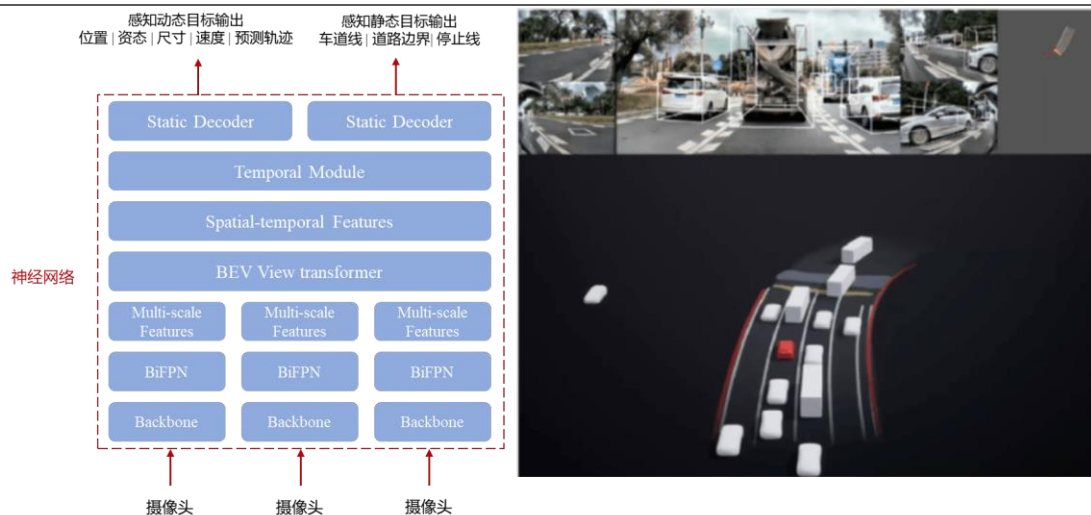 感知动态目标输出
位置 | 姿态 | 尺寸 | 速度 | 预测轨迹
感知静态目标输出
车道线 | 道路边界| 停止线
Static Decoder
Static Decoder
Temporal Module
Spatial-temporal Features
BEV View transformer
神经网络
Multi-scale
Features
Multi-scale
Features
Multi-scale
Features
BiFPN
BiFPN
BiFPN
Backbone
Backbone
Backbone
摄像头
摄像头
摄像头